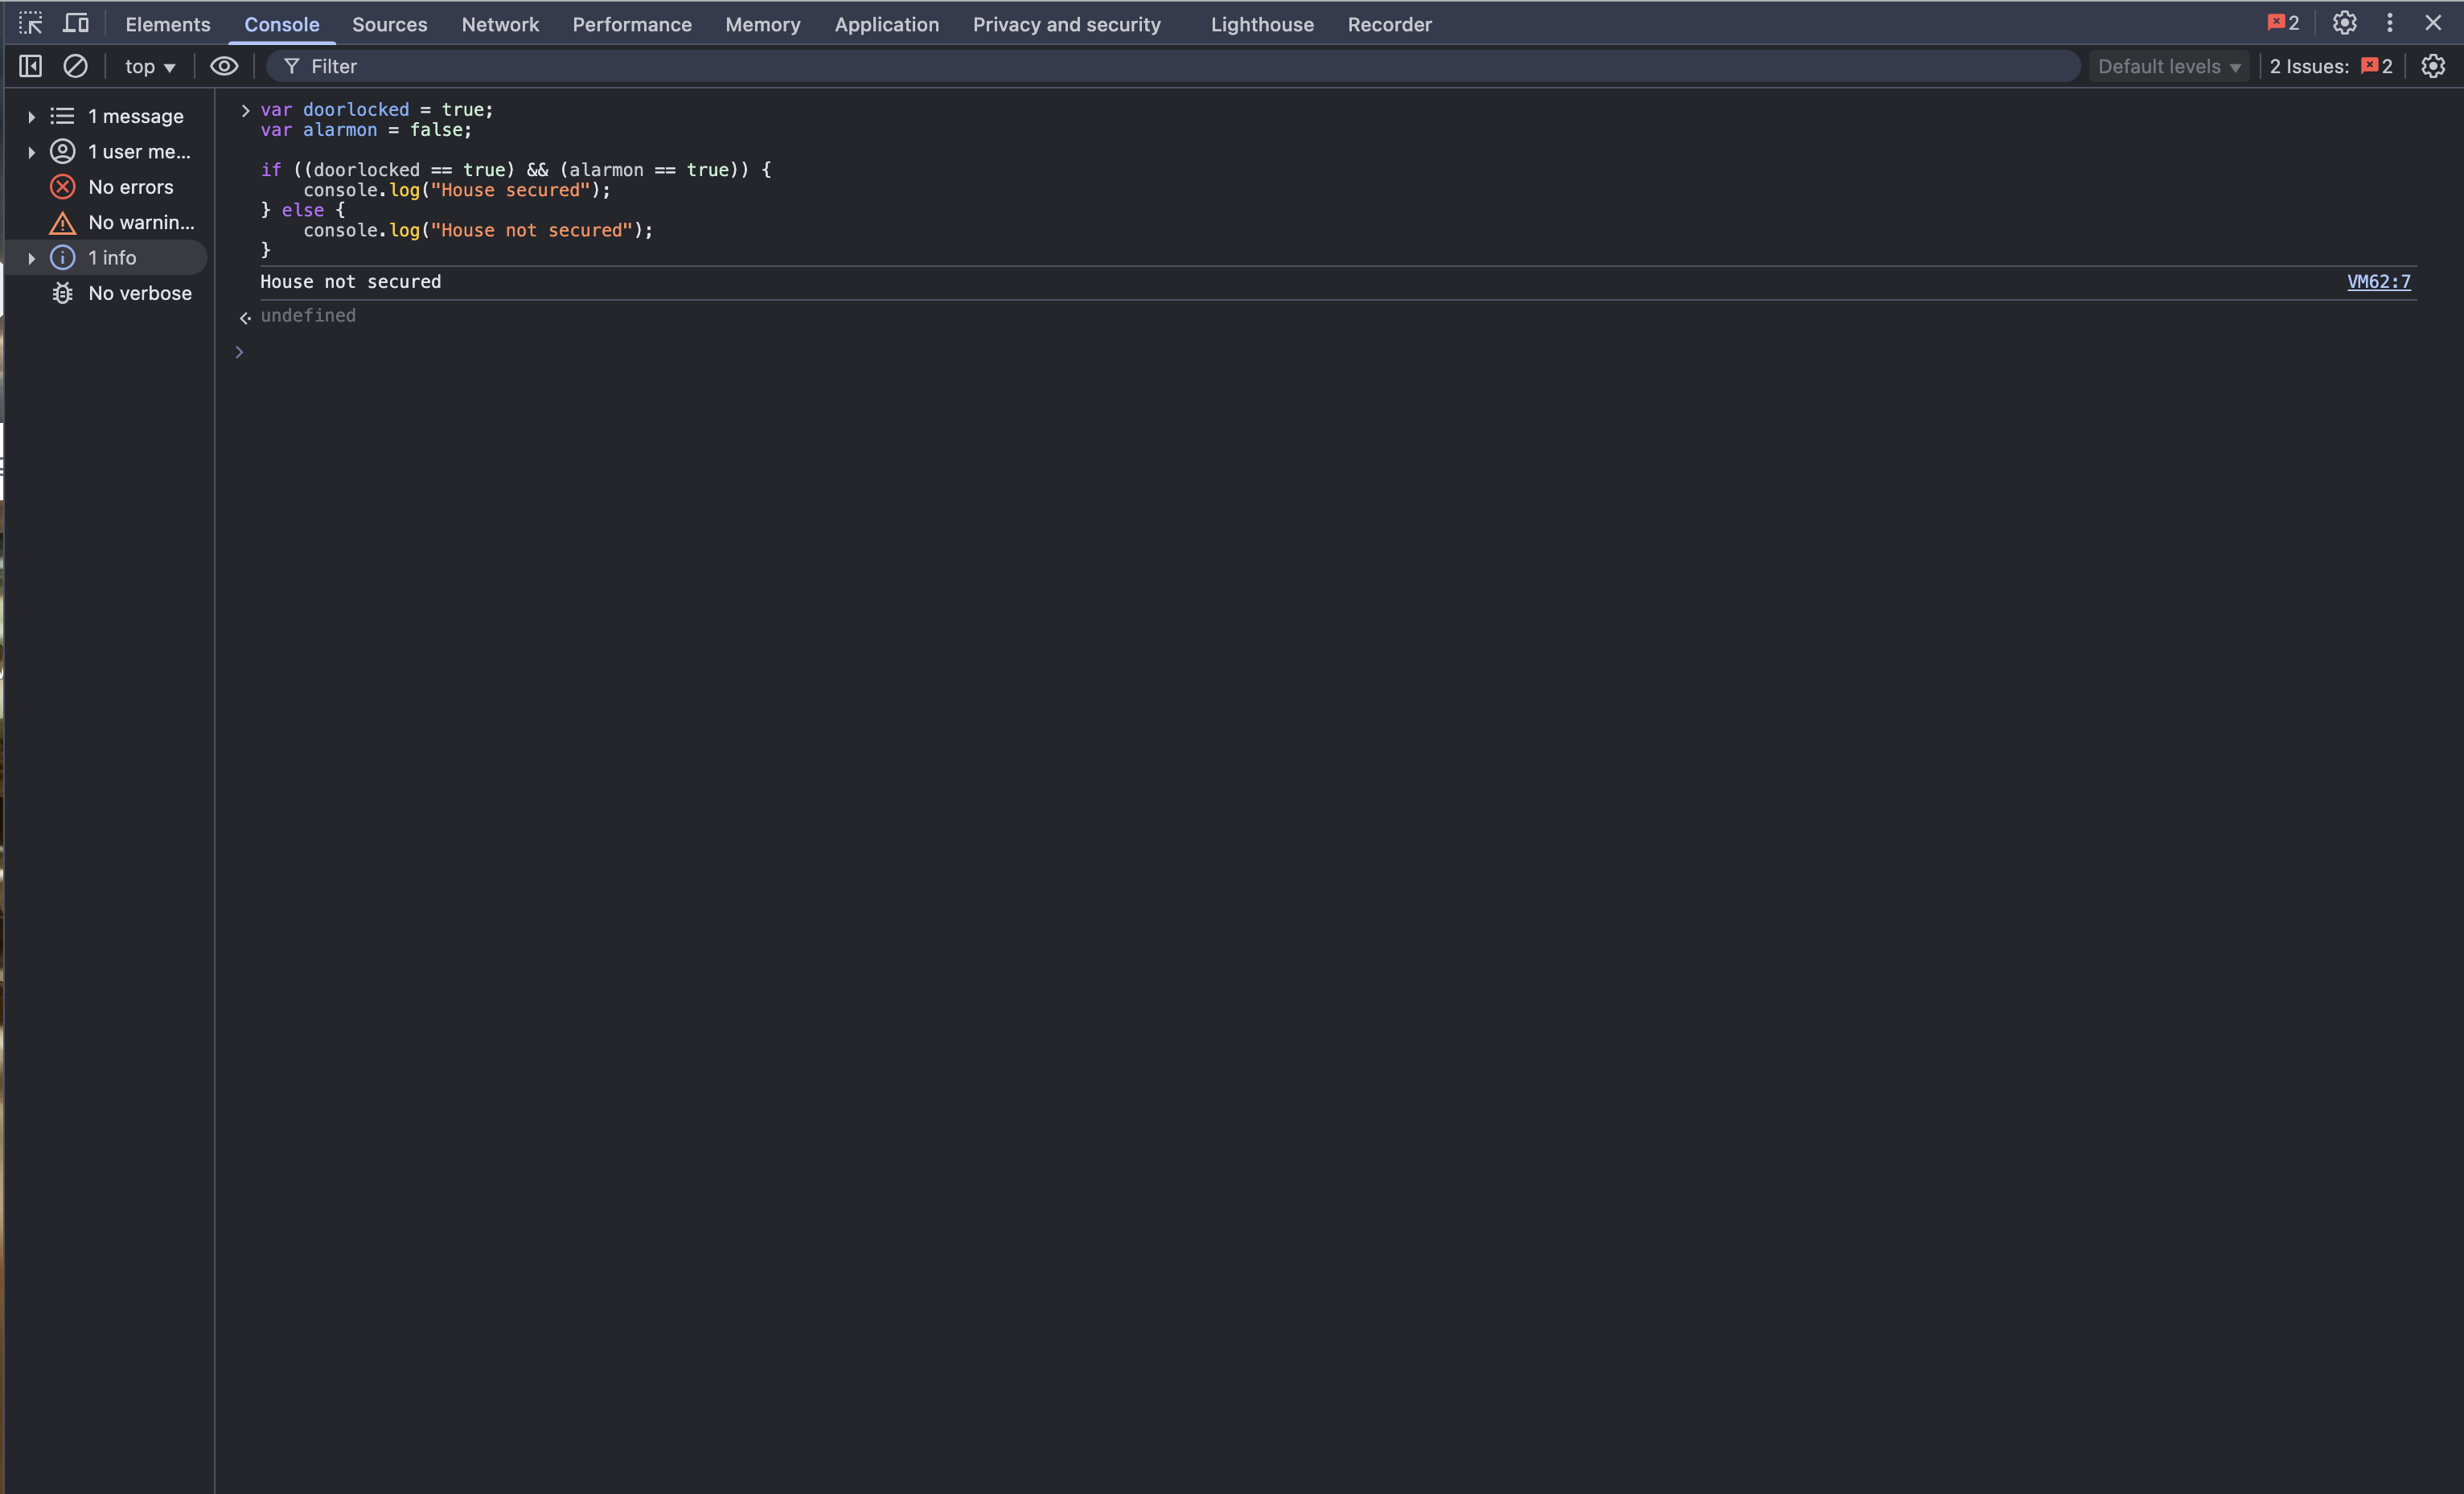 Elements Console Sources Network Performance Memory Application Privacy and security Lighthouse Recorder 2
top Filter Default levels 2 Issues: 2
1 message
1 user me...
No errors
No warnin...
1 info
No verbose
> var doorlocked = true;
var alarmon = false;
if ((doorlocked == true) && (alarmon == true)) {
    console.log("House secured");
} else {
    console.log("House not secured");
}
House not secured VM62:7
undefined
>